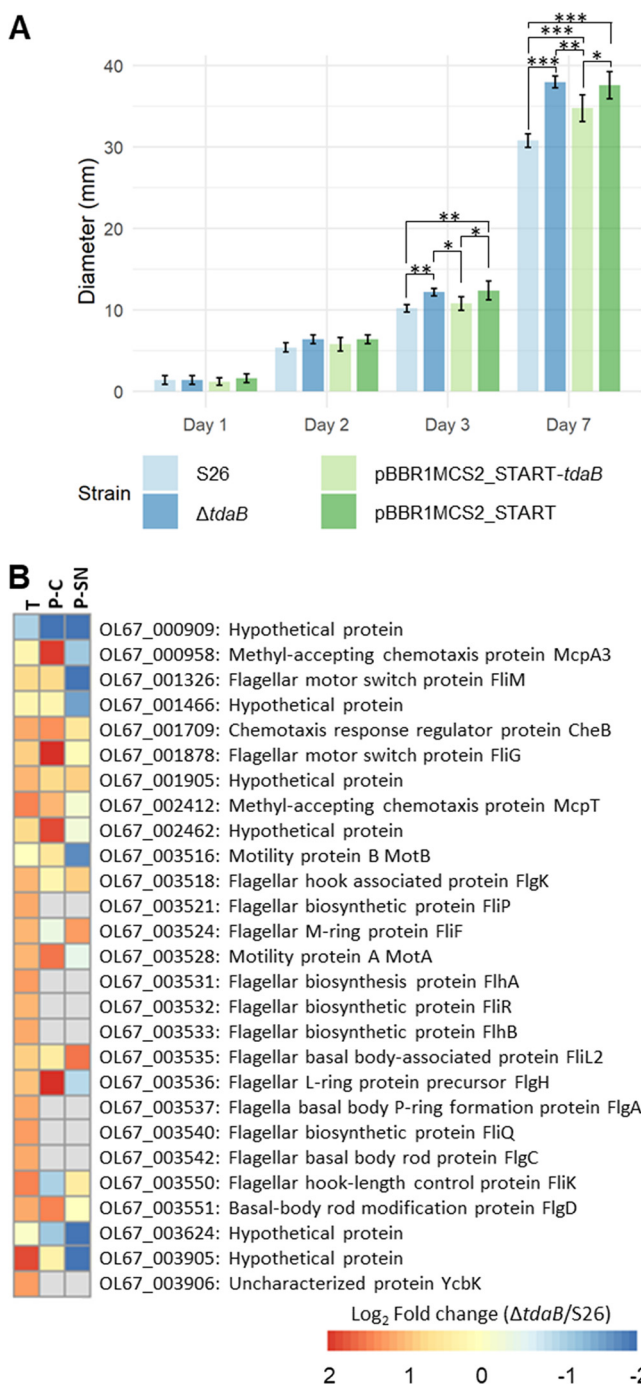 A
***
***
*** ** *
**
** * *
Diameter (mm)
40
30
20
10
0
Day 1 Day 2 Day 3 Day 7
Strain
S26 pBBR1MCS2_START-tdaB
ΔtdaB pBBR1MCS2_START
B
T P-C P-SN
OL67_000909: Hypothetical protein
OL67_000958: Methyl-accepting chemotaxis protein McpA3
OL67_001326: Flagellar motor switch protein FliM
OL67_001466: Hypothetical protein
OL67_001709: Chemotaxis response regulator protein CheB
OL67_001878: Flagellar motor switch protein FliG
OL67_001905: Hypothetical protein
OL67_002412: Methyl-accepting chemotaxis protein McpT
OL67_002462: Hypothetical protein
OL67_003516: Motility protein B MotB
OL67_003518: Flagellar hook associated protein FlgK
OL67_003521: Flagellar biosynthetic protein FliP
OL67_003524: Flagellar M-ring protein FliF
OL67_003528: Motility protein A MotA
OL67_003531: Flagellar biosynthesis protein FlhA
OL67_003532: Flagellar biosynthetic protein FliR
OL67_003533: Flagellar biosynthetic protein FlhB
OL67_003535: Flagellar basal body-associated protein FliL2
OL67_003536: Flagellar L-ring protein precursor FlgH
OL67_003537: Flagella basal body P-ring formation protein FlgA
OL67_003540: Flagellar biosynthetic protein FliQ
OL67_003542: Flagellar basal body rod protein FlgC
OL67_003550: Flagellar hook-length control protein FliK
OL67_003551: Basal-body rod modification protein FlgD
OL67_003624: Hypothetical protein
OL67_003905: Hypothetical protein
OL67_003906: Uncharacterized protein YcbK
Log₂ Fold change (ΔtdaB/S26)
2 1 0 -1 -2